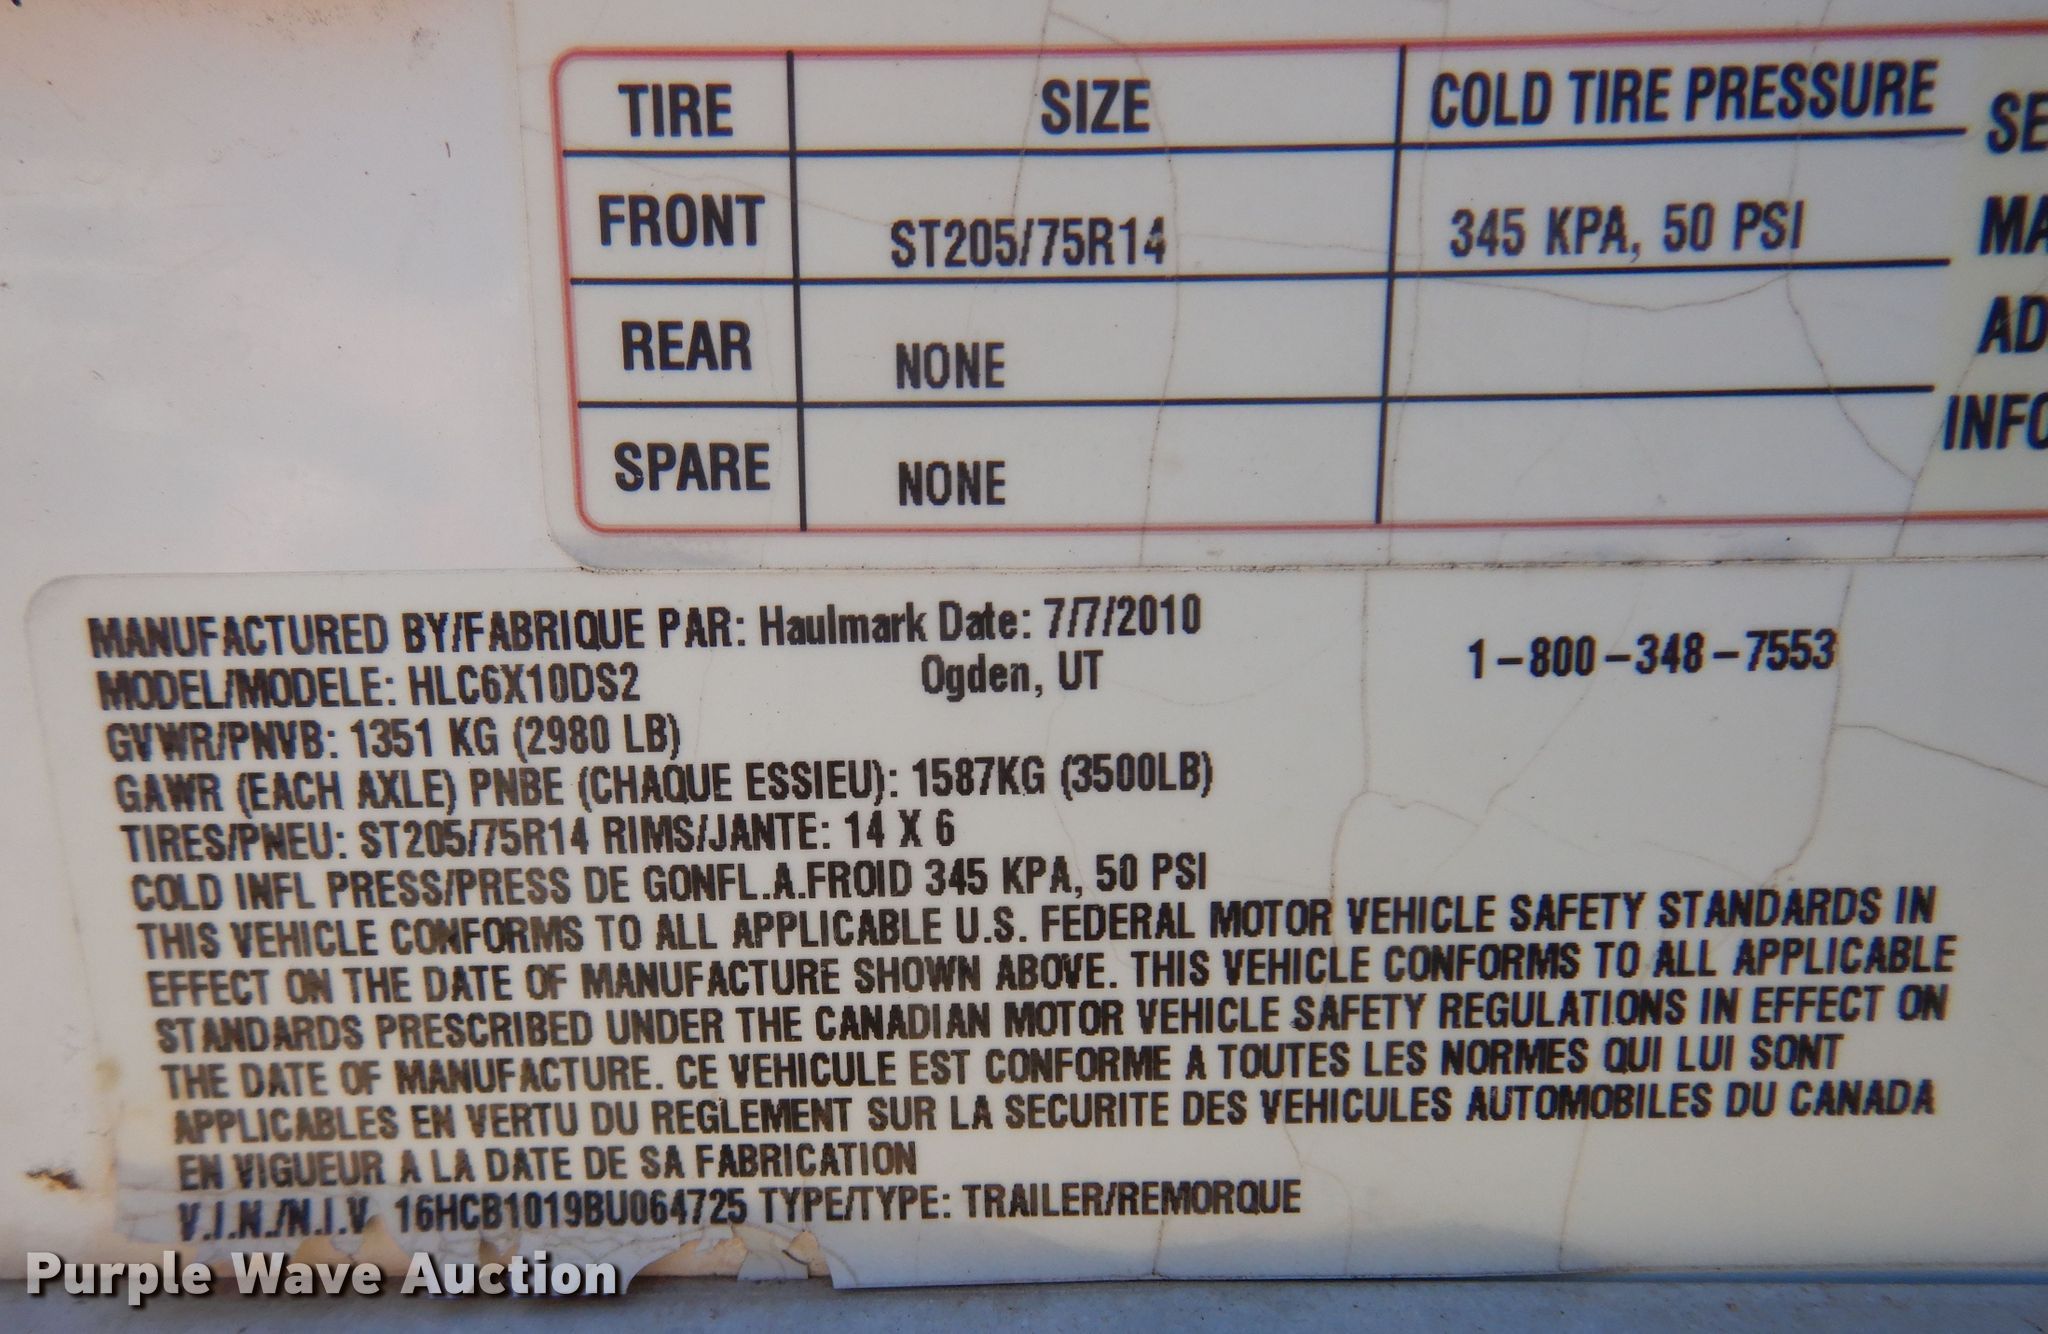 TIRE SIZE COLD TIRE PRESSURE
FRONT ST205/75R14 345 KPA, 50 PSI
REAR NONE
SPARE NONE
SE
MA
AD
INFO
MANUFACTURED BY/FABRIQUE PAR: Haulmark Date: 7/7/2010
MODEL/MODELE: HLC6X10DS2 Ogden, UT 1-800-348-7553
GVWR/PNVB: 1351 KG (2980 LB)
GAWR (EACH AXLE) PNBE (CHAQUE ESSIEU): 1587KG (3500LB)
TIRES/PNEU: ST205/75R14 RIMS/JANTE: 14 X 6
COLD INFL PRESS/PRESS DE GONFL.A.FROID 345 KPA, 50 PSI
THIS VEHICLE CONFORMS TO ALL APPLICABLE U.S. FEDERAL MOTOR VEHICLE SAFETY STANDARDS IN
EFFECT ON THE DATE OF MANUFACTURE SHOWN ABOVE. THIS VEHICLE CONFORMS TO ALL APPLICABLE
STANDARDS PRESCRIBED UNDER THE CANADIAN MOTOR VEHICLE SAFETY REGULATIONS IN EFFECT ON
THE DATE OF MANUFACTURE. CE VEHICULE EST CONFORME A TOUTES LES NORMES QUI LUI SONT
APPLICABLES EN VERTU DU REGLEMENT SUR LA SECURITE DES VEHICULES AUTOMOBILES DU CANADA
EN VIGUEUR A LA DATE DE SA FABRICATION
V.I.N./N.I.V. 16HCB1019BU064725 TYPE/TYPE: TRAILER/REMORQUE
Purple Wave Auction